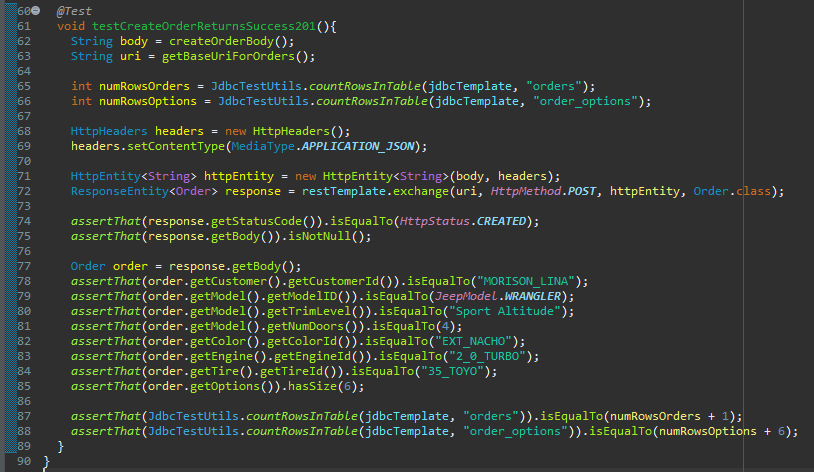 60 @Test
61 void testCreateOrderReturnsSuccess201(){
62 String body = createOrderBody();
63 String uri = getBaseUriForOrders();
64
65 int numRowsOrders = JdbcTestUtils.countRowsInTable(jdbcTemplate, "orders");
66 int numRowsOptions = JdbcTestUtils.countRowsInTable(jdbcTemplate, "order_options");
67
68 HttpHeaders headers = new HttpHeaders();
69 headers.setContentType(MediaType.APPLICATION_JSON);
70
71 HttpEntity<String> httpEntity = new HttpEntity<String>(body, headers);
72 ResponseEntity<Order> response = restTemplate.exchange(uri, HttpMethod.POST, httpEntity, Order.class);
73
74 assertThat(response.getStatusCode()).isEqualTo(HttpStatus.CREATED);
75 assertThat(response.getBody()).isNotNull();
76
77 Order order = response.getBody();
78 assertThat(order.getCustomer().getCustomerId()).isEqualTo("MORISON_LINA");
79 assertThat(order.getModel().getModelID()).isEqualTo(JeepModel.WRANGLER);
80 assertThat(order.getModel().getTrimLevel()).isEqualTo("Sport Altitude");
81 assertThat(order.getModel().getNumDoors()).isEqualTo(4);
82 assertThat(order.getColor().getColorId()).isEqualTo("EXT_NACHO");
83 assertThat(order.getEngine().getEngineId()).isEqualTo("2_0_TURBO");
84 assertThat(order.getTire().getTireId()).isEqualTo("35_TOYO");
85 assertThat(order.getOptions()).hasSize(6);
86
87 assertThat(JdbcTestUtils.countRowsInTable(jdbcTemplate, "orders")).isEqualTo(numRowsOrders + 1);
88 assertThat(JdbcTestUtils.countRowsInTable(jdbcTemplate, "order_options")).isEqualTo(numRowsOptions + 6);
89 }
90 }